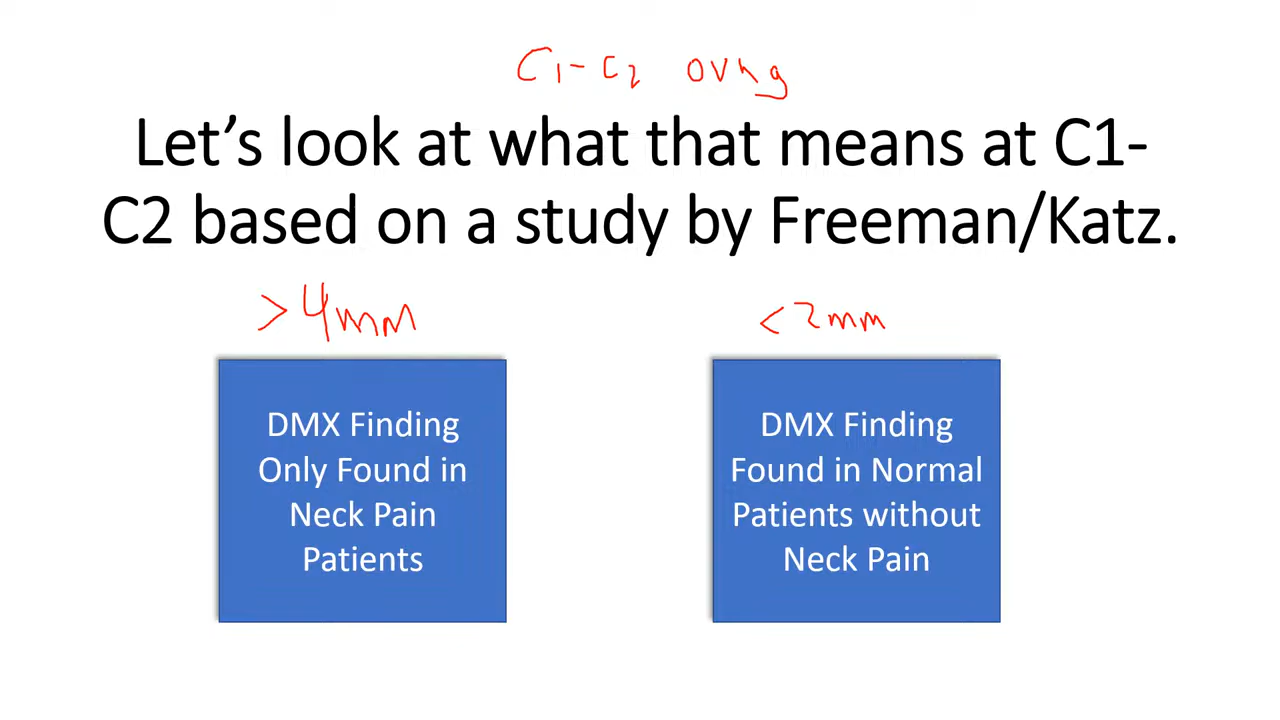 C1-C2 ovhg
Let's look at what that means at C1-
C2 based on a study by Freeman/Katz.
>4mm
<2mm
DMX Finding
Only Found in
Neck Pain
Patients
DMX Finding
Found in Normal
Patients without
Neck Pain